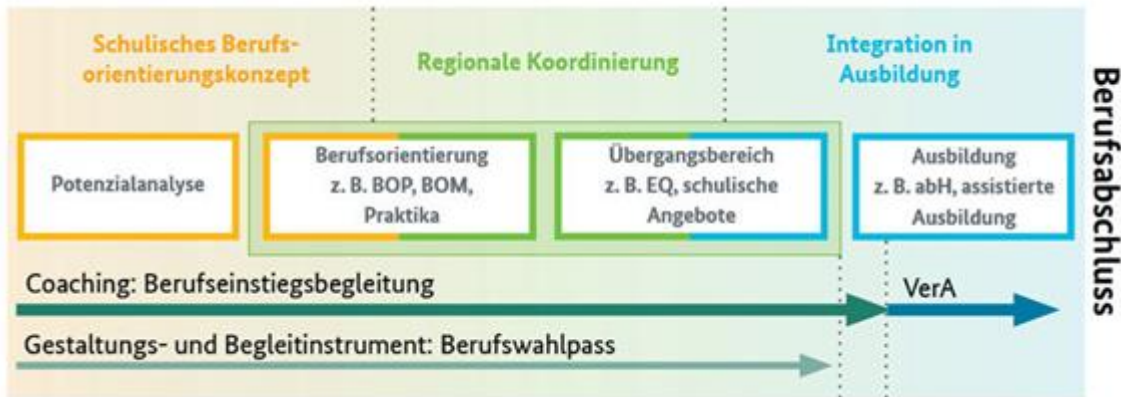 Schulisches Berufs-
orientierungskonzept
Regionale Koordinierung
Integration in
Ausbildung
Potenzialanalyse
Berufsorientierung
z. B. BOP, BOM,
Praktika
Übergangsbereich
z. B. EQ, schulische
Angebote
Ausbildung
z. B. abH, assistierte
Ausbildung
Coaching: Berufseinstiegsbegleitung
VerA
Gestaltungs- und Begleitinstrument: Berufswahlpass
Berufsabschluss